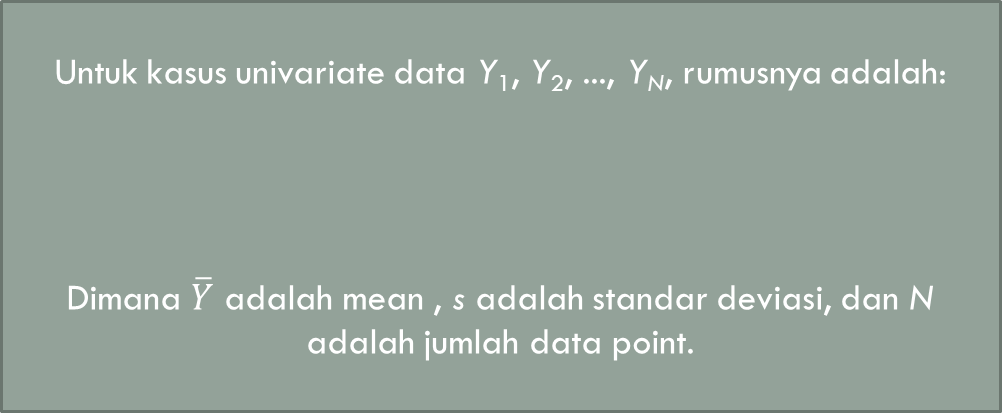 Untuk kasus univariate data Y₁, Y₂, ..., Y_N, rumusnya adalah:
Dimana Ȳ adalah mean , s adalah standar deviasi, dan N
adalah jumlah data point.